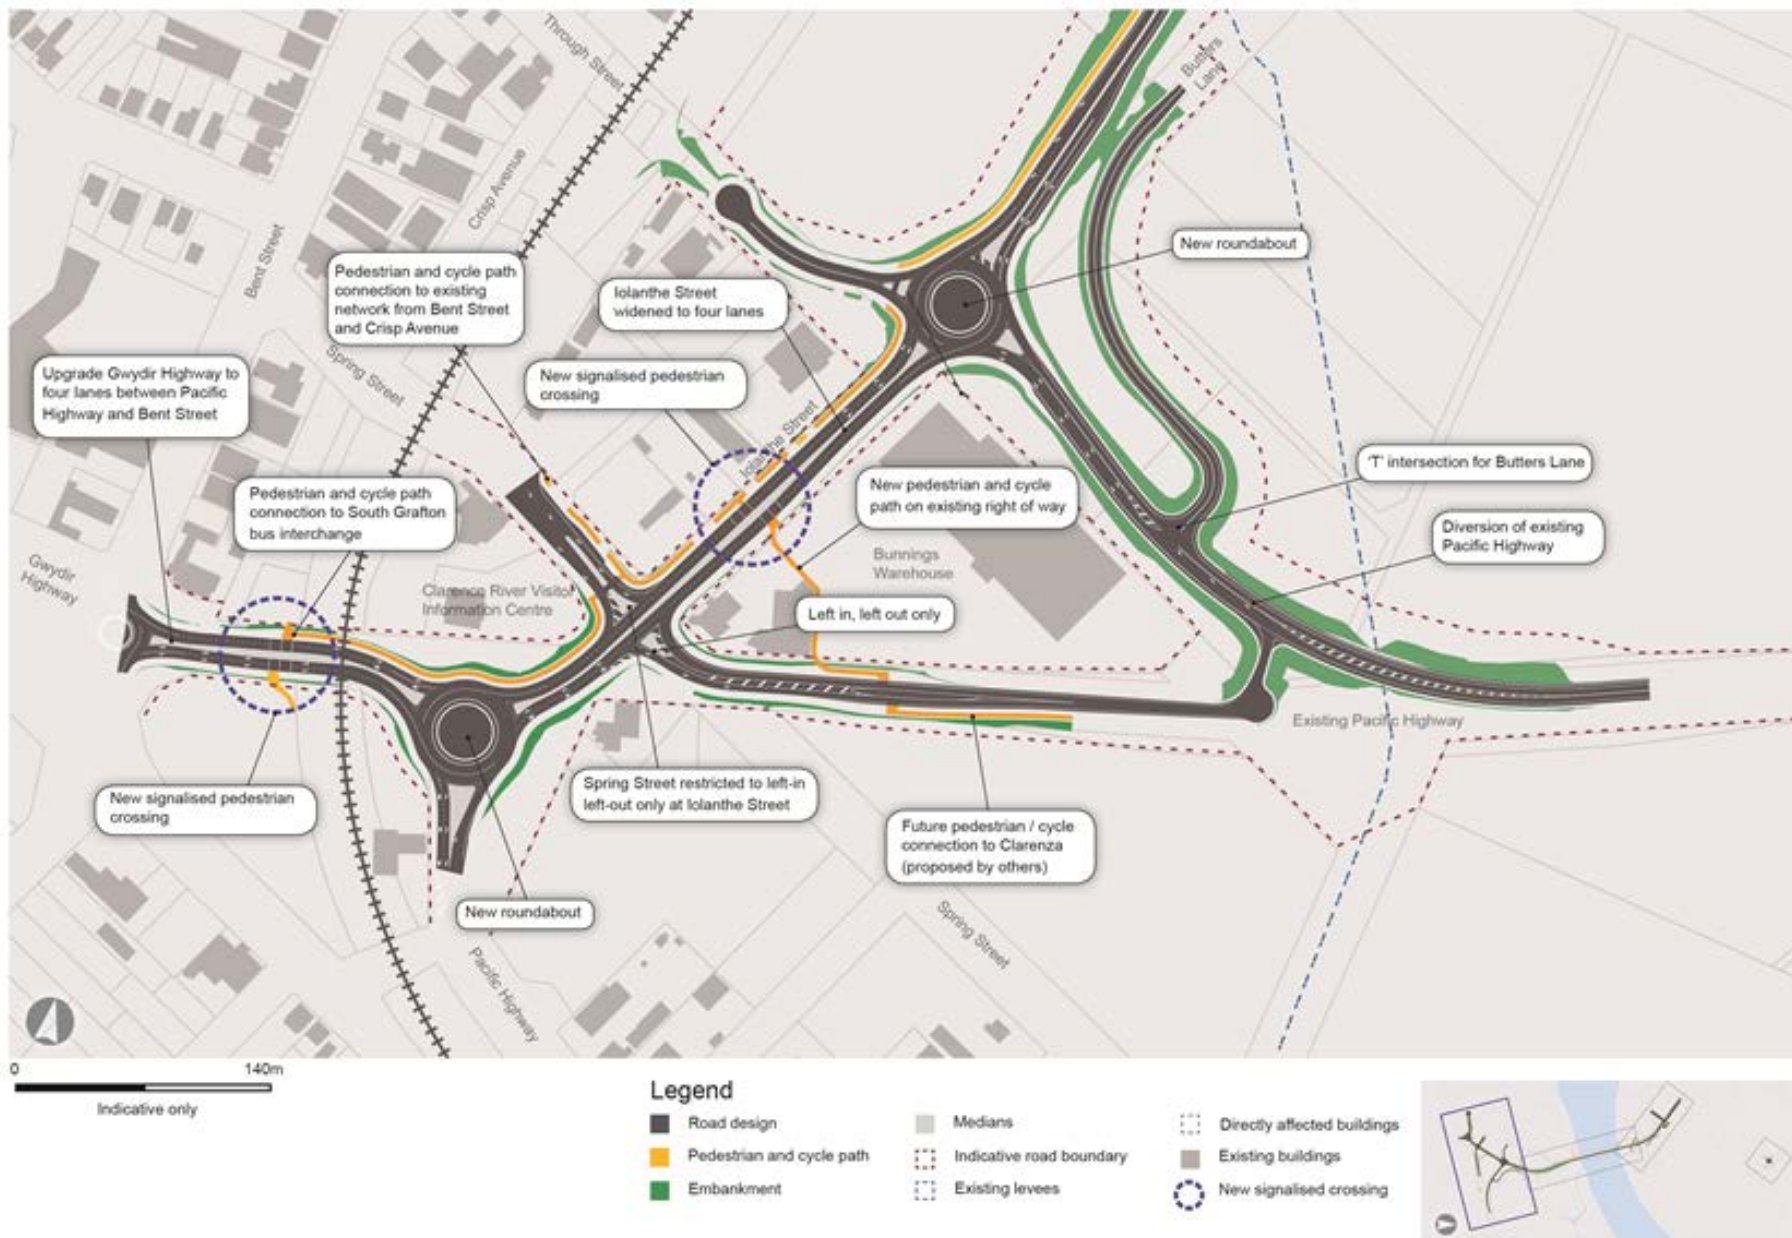 Through Street
Butters
Lane
Crisp Avenue
Bent Street
New roundabout
Pedestrian and cycle path
connection to existing
network from Bent Street
and Crisp Avenue
Iolanthe Street
widened to four lanes
Spring Street
Upgrade Gwydir Highway to
four lanes between Pacific
Highway and Bent Street
New signalised pedestrian
crossing
Iolanthe Street
'T' intersection for Butters Lane
Pedestrian and cycle path
connection to South Grafton
bus interchange
New pedestrian and cycle
path on existing right of way
Diversion of existing
Pacific Highway
Bunnings
Warehouse
Gwydir
Highway
Clarence River Visitor
Information Centre
Left in, left out only
Existing Pacific Highway
New signalised pedestrian
crossing
Spring Street restricted to left-in
left-out only at Iolanthe Street
Future pedestrian / cycle
connection to Clarenza
(proposed by others)
New roundabout
Spring Street
Pacific Highway
0 140m
Indicative only
Legend
Road design
Pedestrian and cycle path
Embankment
Medians
Indicative road boundary
Existing levees
Directly affected buildings
Existing buildings
New signalised crossing